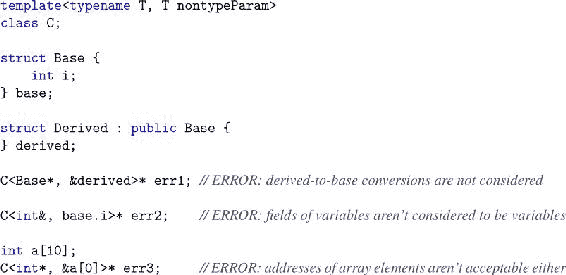 template<typename T, T nontypeParam>
class C;
struct Base {
int i;
} base;
struct Derived : public Base {
} derived;
C<Base*, &derived>* err1; // ERROR: derived-to-base conversions are not considered
C<int&, base.i>* err2; // ERROR: fields of variables aren't considered to be variables
int a[10];
C<int*, &a[0]>* err3; // ERROR: addresses of array elements aren't acceptable either